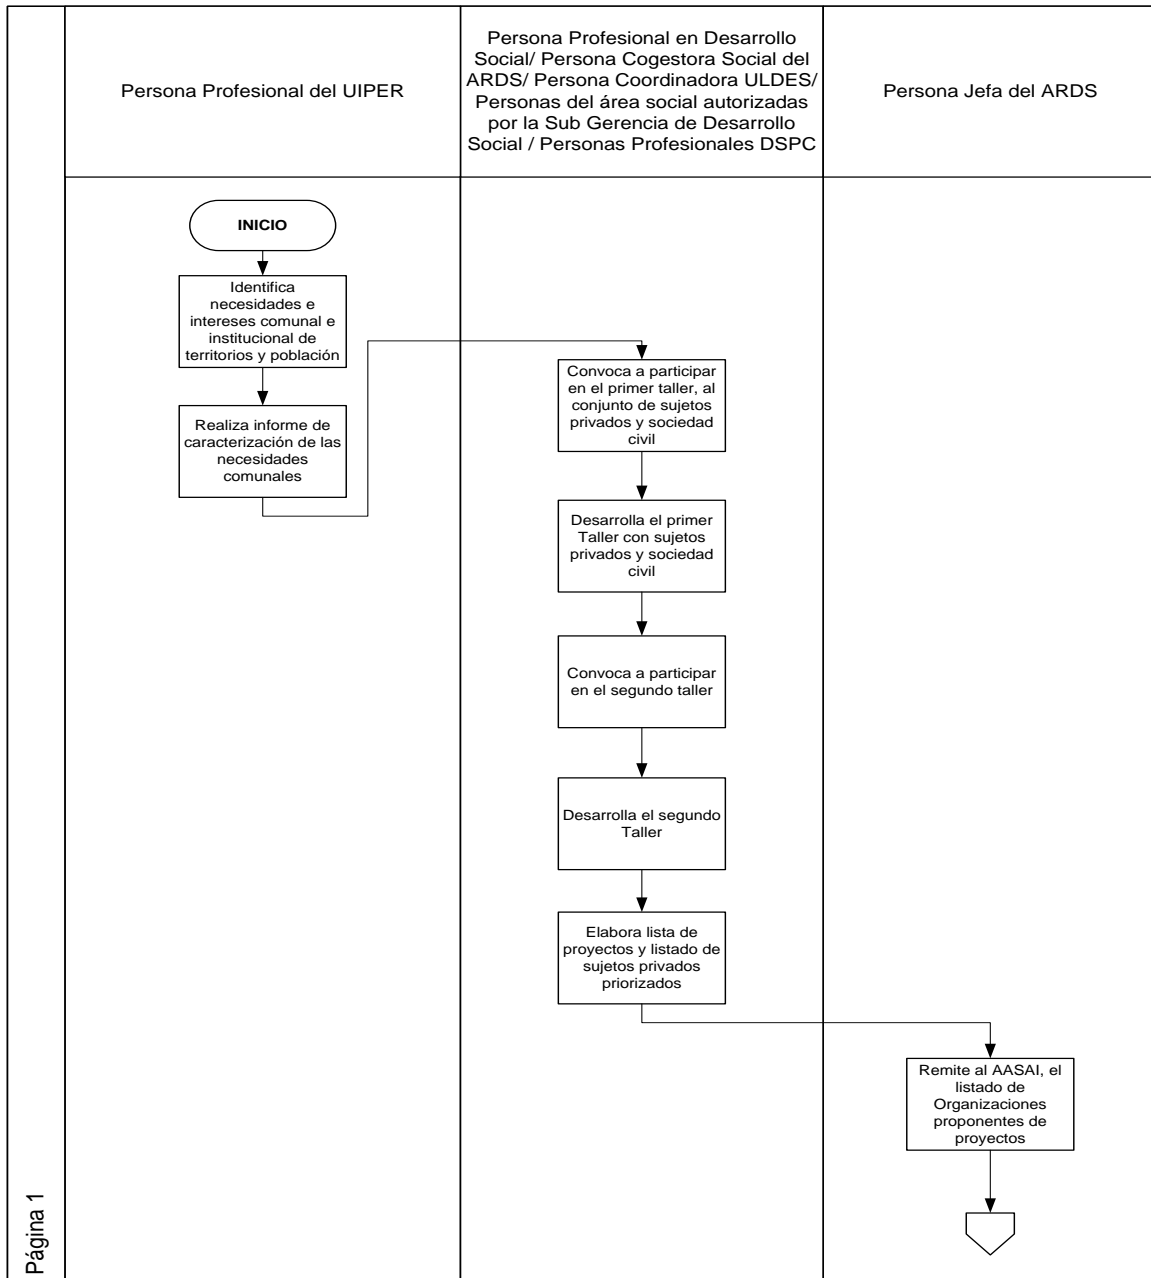 Persona Profesional del UIPER
Persona Profesional en Desarrollo
Social/ Persona Cogestora Social del
ARDS/ Persona Coordinadora ULDES/
Personas del área social autorizadas
por la Sub Gerencia de Desarrollo
Social / Personas Profesionales DSPC
Persona Jefa del ARDS
INICIO
Identifica
necesidades e
intereses comunal e
institucional de
territorios y población
Realiza informe de
caracterización de las
necesidades
comunales
Convoca a participar
en el primer taller, al
conjunto de sujetos
privados y sociedad
civil
Desarrolla el primer
Taller con sujetos
privados y sociedad
civil
Convoca a participar
en el segundo taller
Desarrolla el segundo
Taller
Elabora lista de
proyectos y listado de
sujetos privados
priorizados
Remite al AASAI, el
listado de
Organizaciones
proponentes de
proyectos
Página 1